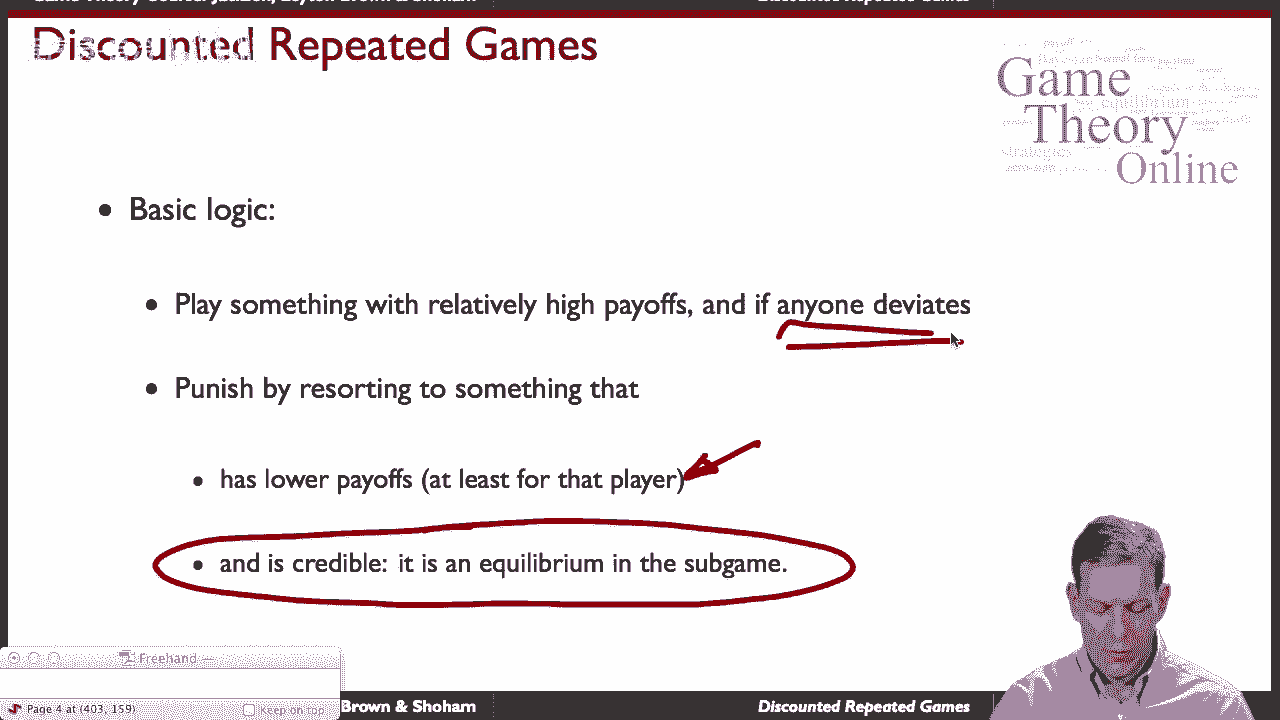 Game Theory Course: Jackson, Leyton-Brown & Shoham
Discounted Repeated Games
Discounted Repeated Games
Game
Theory
Online
• Basic logic:
• Play something with relatively high payoffs, and if anyone deviates
• Punish by resorting to something that
• has lower payoffs (at least for that player)
• and is credible: it is an equilibrium in the subgame.
Freehand
Page 4 at (403, 159)
Keep on top
Brown & Shoham
Discounted Repeated Games